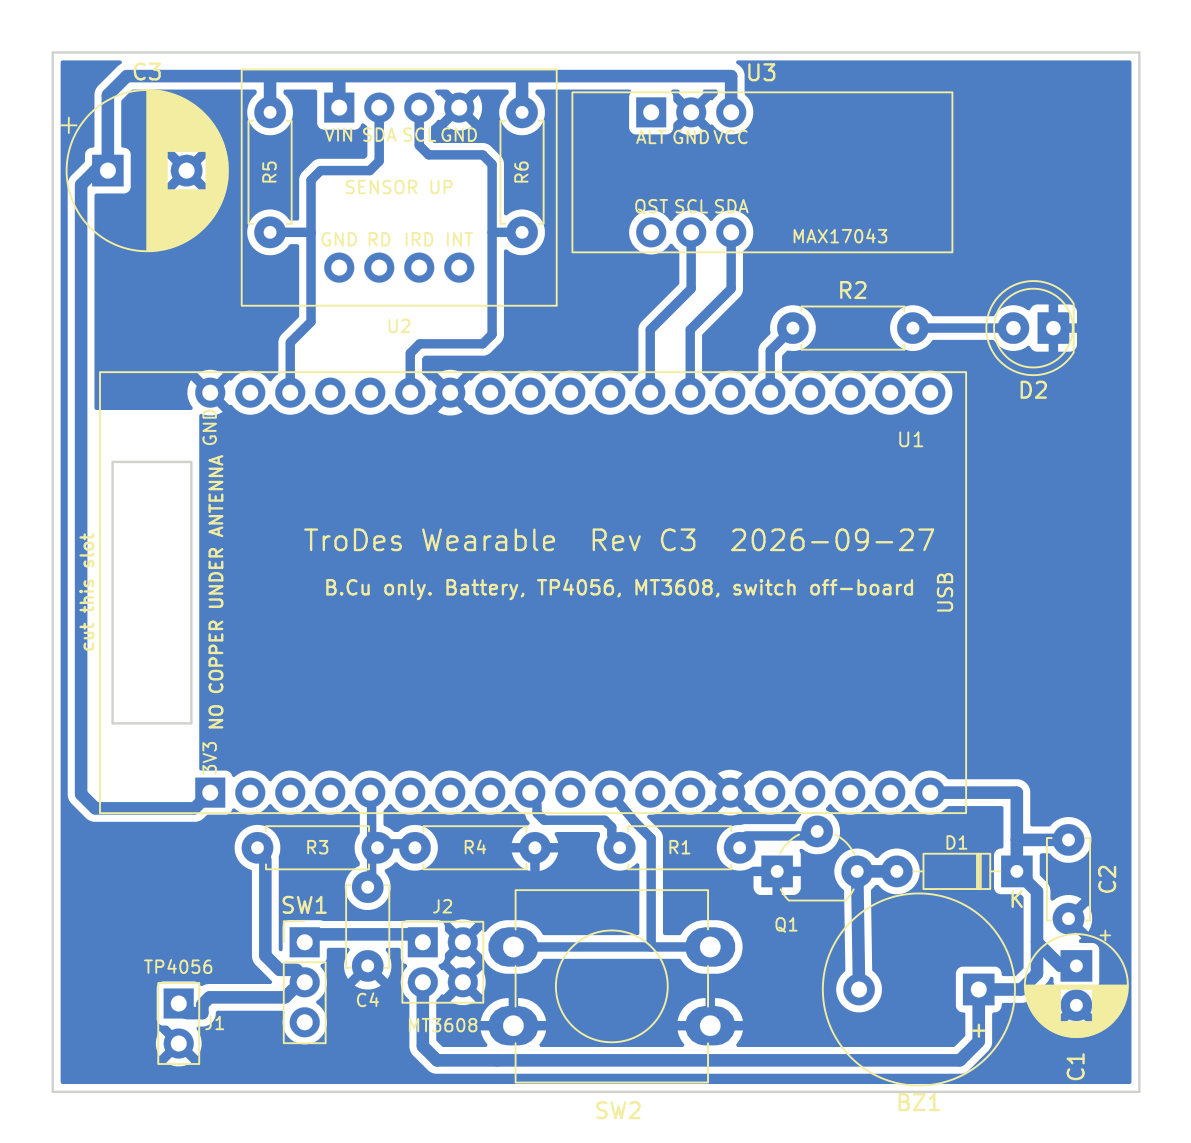 C3
+
U3
VIN SDA SCL GND
ALT GND VCC
R5
R6
SENSOR UP
QST SCL SDA
GND RD IRD INT
MAX17043
R2
U2
D2
GND
U1
cut this slot
NO COPPER UNDER ANTENNA
TroDes Wearable Rev C3 2026-09-27
B.Cu only. Battery, TP4056, MT3608, switch off-board
USB
3V3
R3
R4
R1
D1
C2
K
SW1
J2
Q1
+
TP4056
C4
J1
MT3608
+
C1
BZ1
SW2